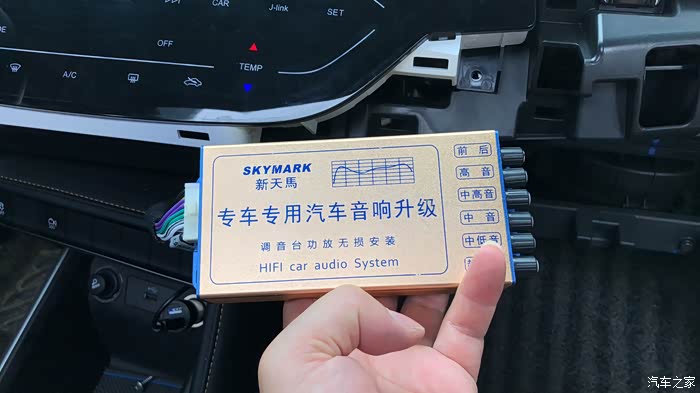 CAR
J-link
SET
OFF
TEMP
A/C
SKYMARK
新天馬
专车专用汽车音响升级
调音台功放无损安装
HIFI car audio System
前后
高音
中高音
中音
中低音
汽车之家